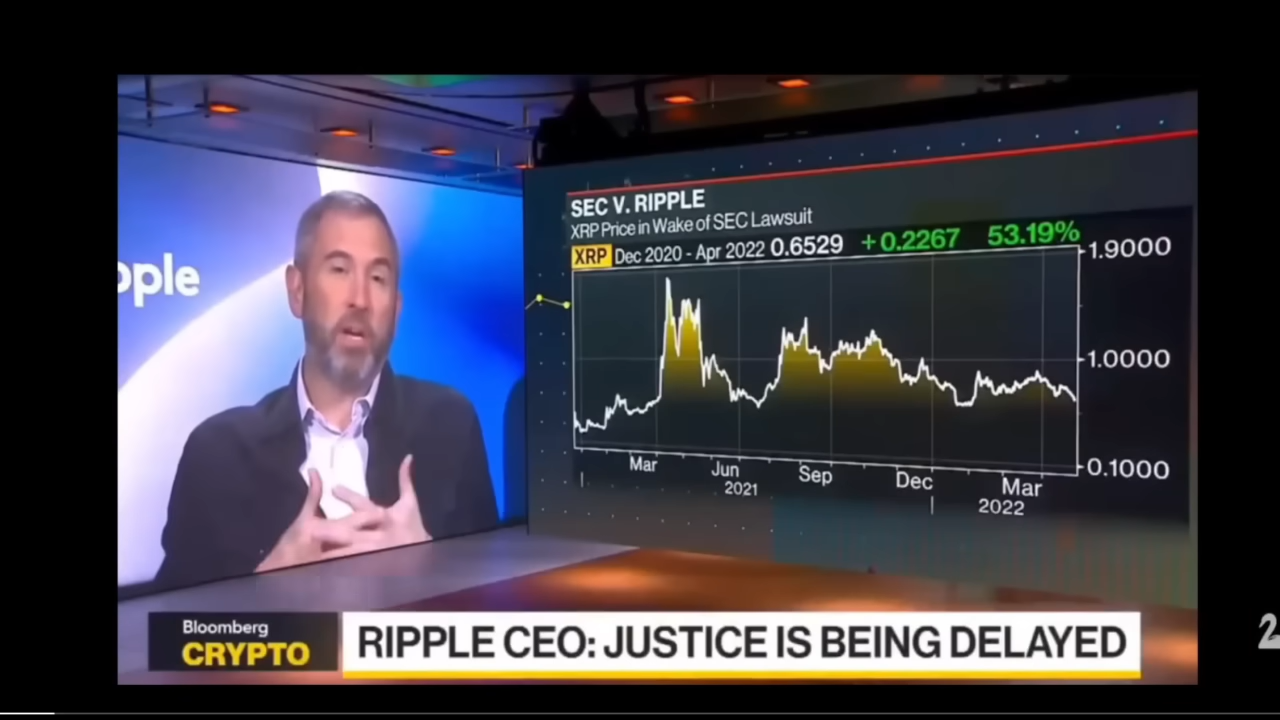 pple
SEC V. RIPPLE
XRP Price in Wake of SEC Lawsuit
XRP Dec 2020 - Apr 2022 0.6529 +0.2267 53.19%
1.9000
1.0000
0.1000
Mar Jun Sep Dec Mar
2021 2022
Bloomberg
CRYPTO
RIPPLE CEO: JUSTICE IS BEING DELAYED
2